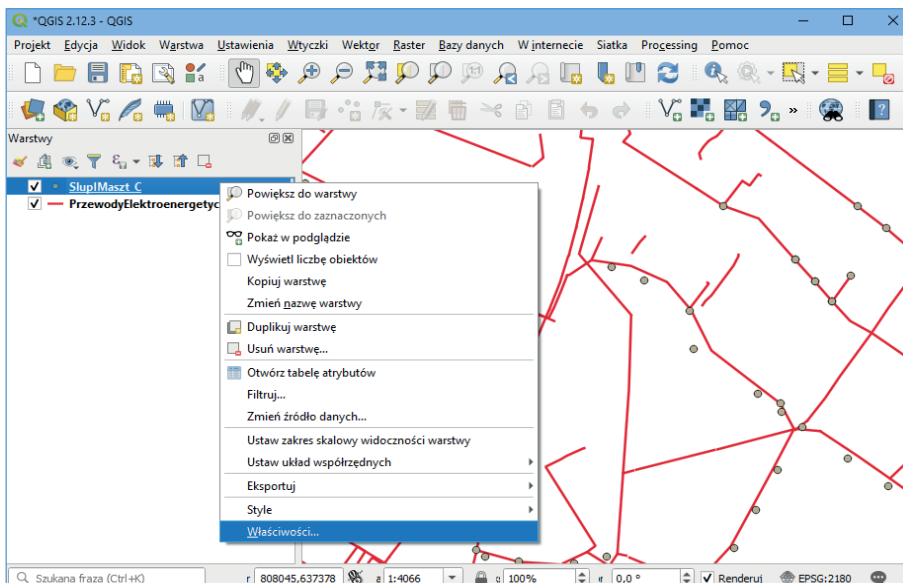 *QGIS 2.12.3 - QGIS
Projekt Edycja Widok Warstwa Ustawienia Wtyczki Wektor Raster Bazy danych W internecie Siatka Processing Pomoc
Warstwy
SlupIMaszt_C
PrzewodyElektroenergetyc
Powiększ do warstwy
Powiększ do zaznaczonych
Pokaż w podglądzie
Wyświetl liczbę obiektów
Kopiuj warstwę
Zmień nazwę warstwy
Duplikuj warstwę
Usuń warstwę...
Otwórz tabelę atrybutów
Filtruj...
Zmień źródło danych...
Ustaw zakres skalowy widoczności warstwy
Ustaw układ współrzędnych
Eksportuj
Style
Właściwości...
Szukana fraza (Ctrl+K) r 808045,637378 1:4066 100% 0,0 ° Renderuj EPSG:2180